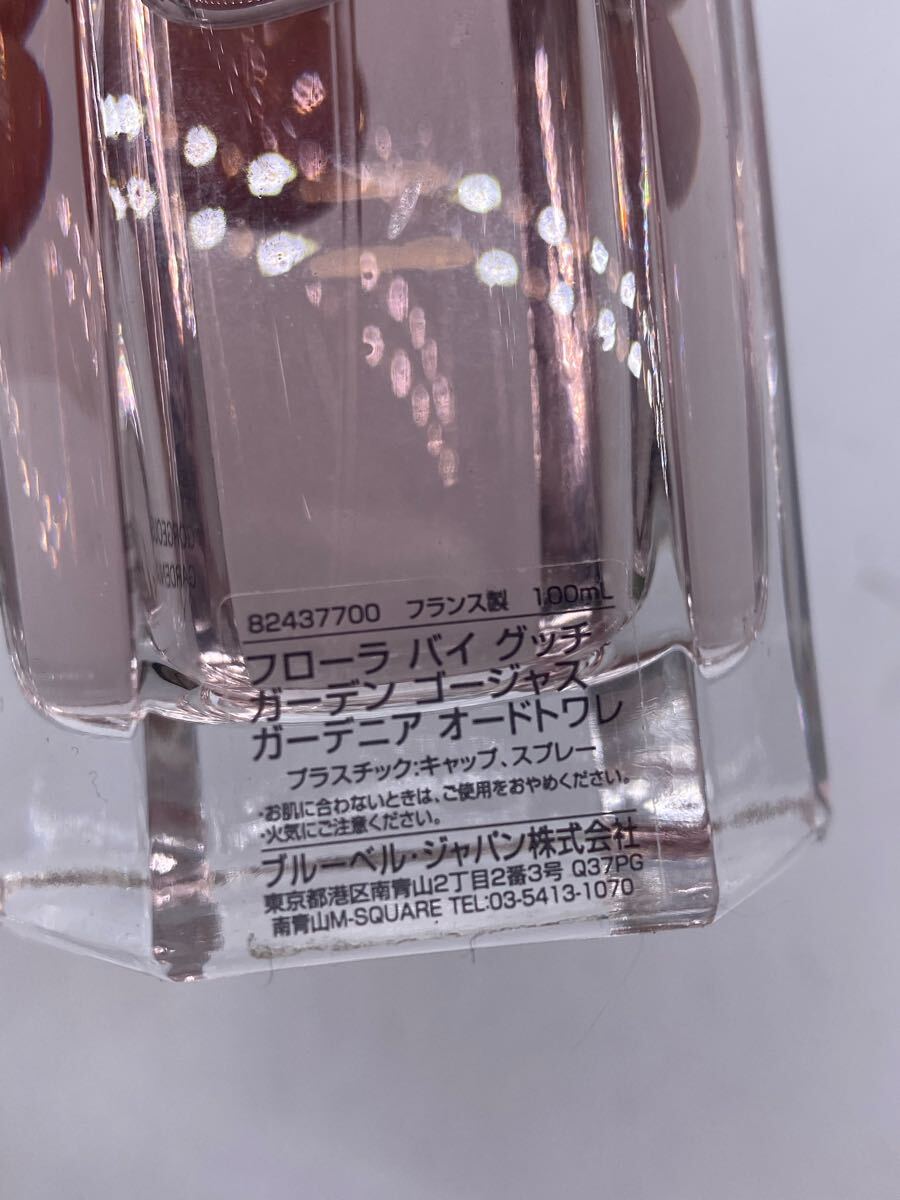 GORGEOU
GARDEN
82437700 フランス製 100mL
フローラ バイ グッチ
ガーデン ゴージャス
ガーデニア オードトワレ
プラスチック:キャップ、スプレー
・お肌に合わないときは、ご使用をおやめください。
・火気にご注意ください。
ブルーベル・ジャパン株式会社
東京都港区南青山2丁目2番3号 Q37PG
南青山M-SQUARE TEL:03-5413-1070